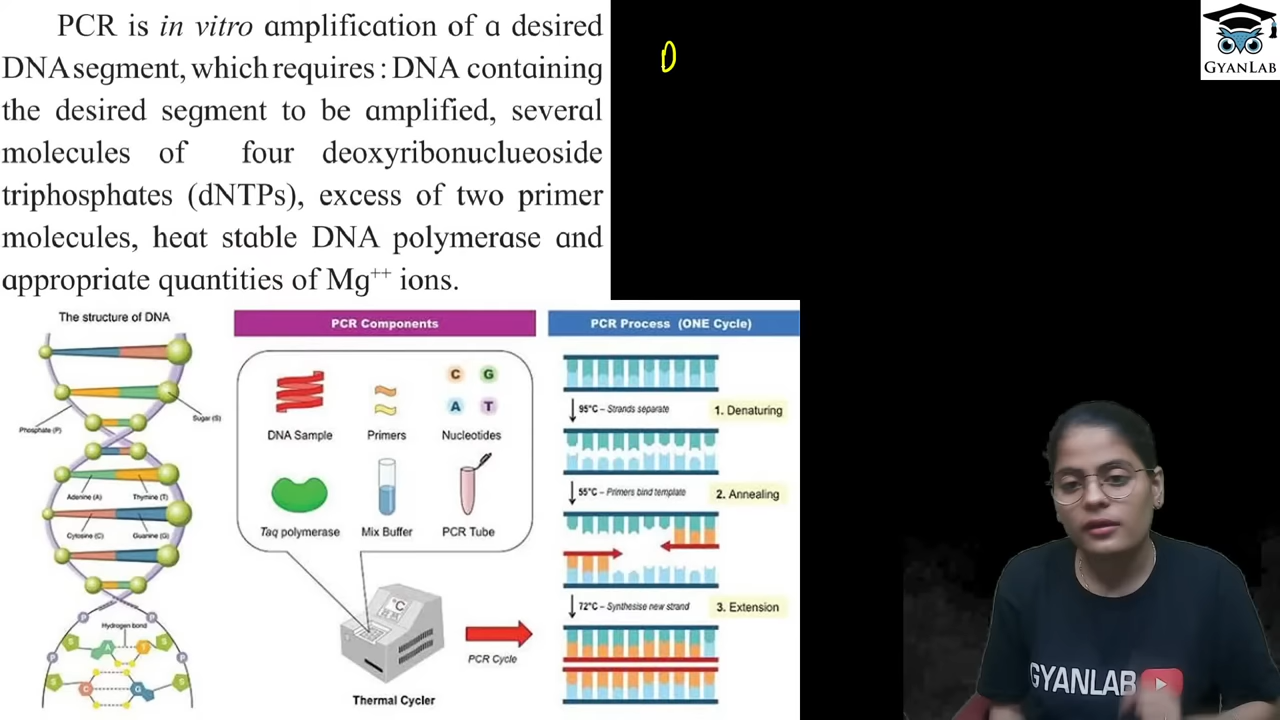 PCR is in vitro amplification of a desired
DNA segment, which requires : DNA containing
the desired segment to be amplified, several
molecules of four deoxyribonuclueoside
triphosphates (dNTPs), excess of two primer
molecules, heat stable DNA polymerase and
appropriate quantities of Mg⁺⁺ ions.
D
GYANLAB
The structure of DNA
Phosphate (P)
Sugar (S)
Adenine (A)
Thymine (T)
Cytosine (C)
Guanine (G)
Hydrogen bond
P
P
S
A
T
S
P
P
S
C
G
S
PCR Components
C G
A T
DNA Sample
Primers
Nucleotides
Taq polymerase
Mix Buffer
PCR Tube
°C
Thermal Cycler
PCR Cycle
PCR Process (ONE Cycle)
95°C – Strands separate
1. Denaturing
55°C – Primers bind template
2. Annealing
72°C – Synthesise new strand
3. Extension
GYANLAB